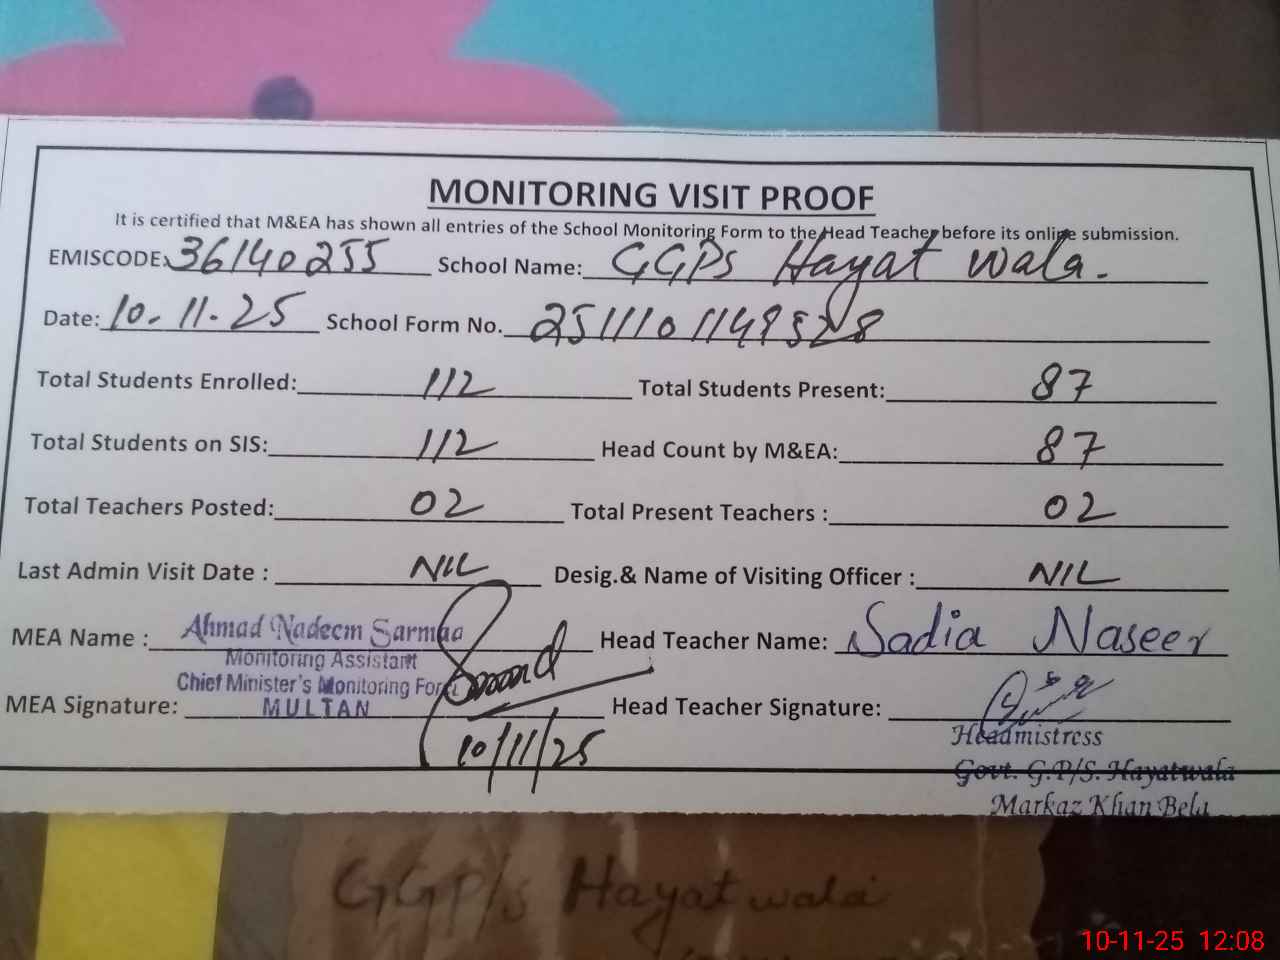 MONITORING VISIT PROOF
It is certified that M&EA has shown all entries of the School Monitoring Form to the Head Teacher before its online submission.
EMISCODE: 36140255 School Name: GGPS Hayat Wala.
Date: 10.11.25 School Form No. 2511101149528
Total Students Enrolled: 112 Total Students Present: 87
Total Students on SIS: 112 Head Count by M&EA: 87
Total Teachers Posted: 02 Total Present Teachers : 02
Last Admin Visit Date : NIL Desig.& Name of Visiting Officer : NIL
MEA Name : Ahmad Nadeem Sarmad Head Teacher Name: Sadia Naseer
Monitoring Assistant
Chief Minister's Monitoring For
MEA Signature: MULTAN Head Teacher Signature:
10/11/25
Headmistress
Govt. G.P/S. Hayatwala
Markaz Khan Bela
GGP/s Hayatwala
10-11-25 12:08